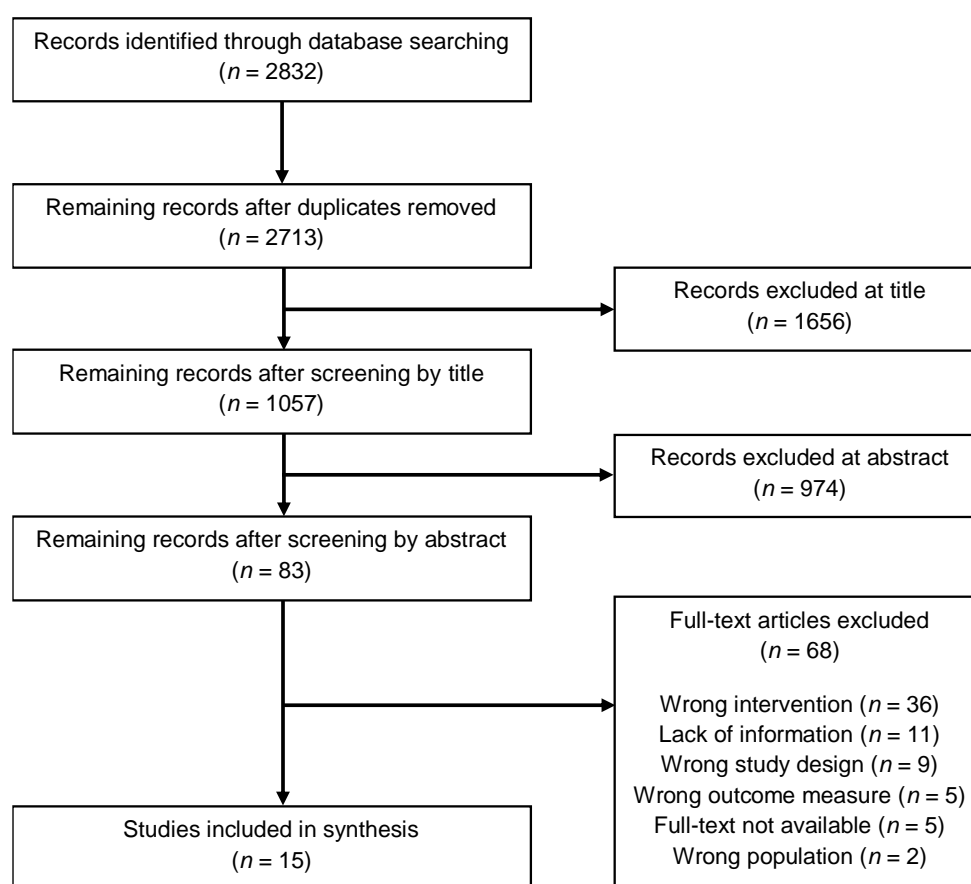 Records identified through database searching
(n = 2832)
Remaining records after duplicates removed
(n = 2713)
Records excluded at title
(n = 1656)
Remaining records after screening by title
(n = 1057)
Records excluded at abstract
(n = 974)
Remaining records after screening by abstract
(n = 83)
Full-text articles excluded
(n = 68)
Wrong intervention (n = 36)
Lack of information (n = 11)
Wrong study design (n = 9)
Wrong outcome measure (n = 5)
Full-text not available (n = 5)
Wrong population (n = 2)
Studies included in synthesis
(n = 15)